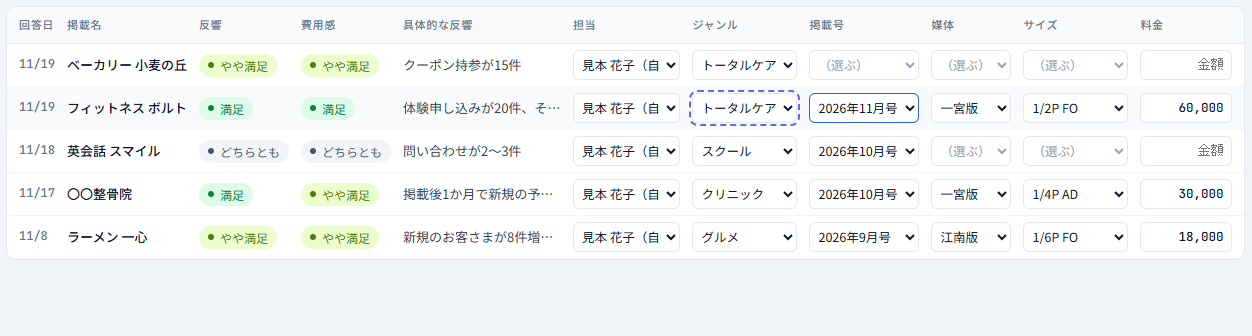 回答日 掲載名 反響 費用感 具体的な反響 担当 ジャンル 掲載号 媒体 サイズ 料金
11/19 ベーカリー 小麦の丘 やや満足 やや満足 クーポン持参が15件 見本 花子（自 トータルケア （選ぶ） （選ぶ） （選ぶ） 金額
11/19 フィットネス ボルト 満足 満足 体験申し込みが20件、そ… 見本 花子（自 トータルケア 2026年11月号 一宮版 1/2P FO 60,000
11/18 英会話 スマイル どちらとも どちらとも 問い合わせが2〜3件 見本 花子（自 スクール 2026年10月号 （選ぶ） （選ぶ） 金額
11/17 〇〇整骨院 満足 やや満足 掲載後1か月で新規の予… 見本 花子（自 クリニック 2026年10月号 一宮版 1/4P AD 30,000
11/8 ラーメン 一心 やや満足 やや満足 新規のお客さまが8件増… 見本 花子（自 グルメ 2026年9月号 江南版 1/6P FO 18,000